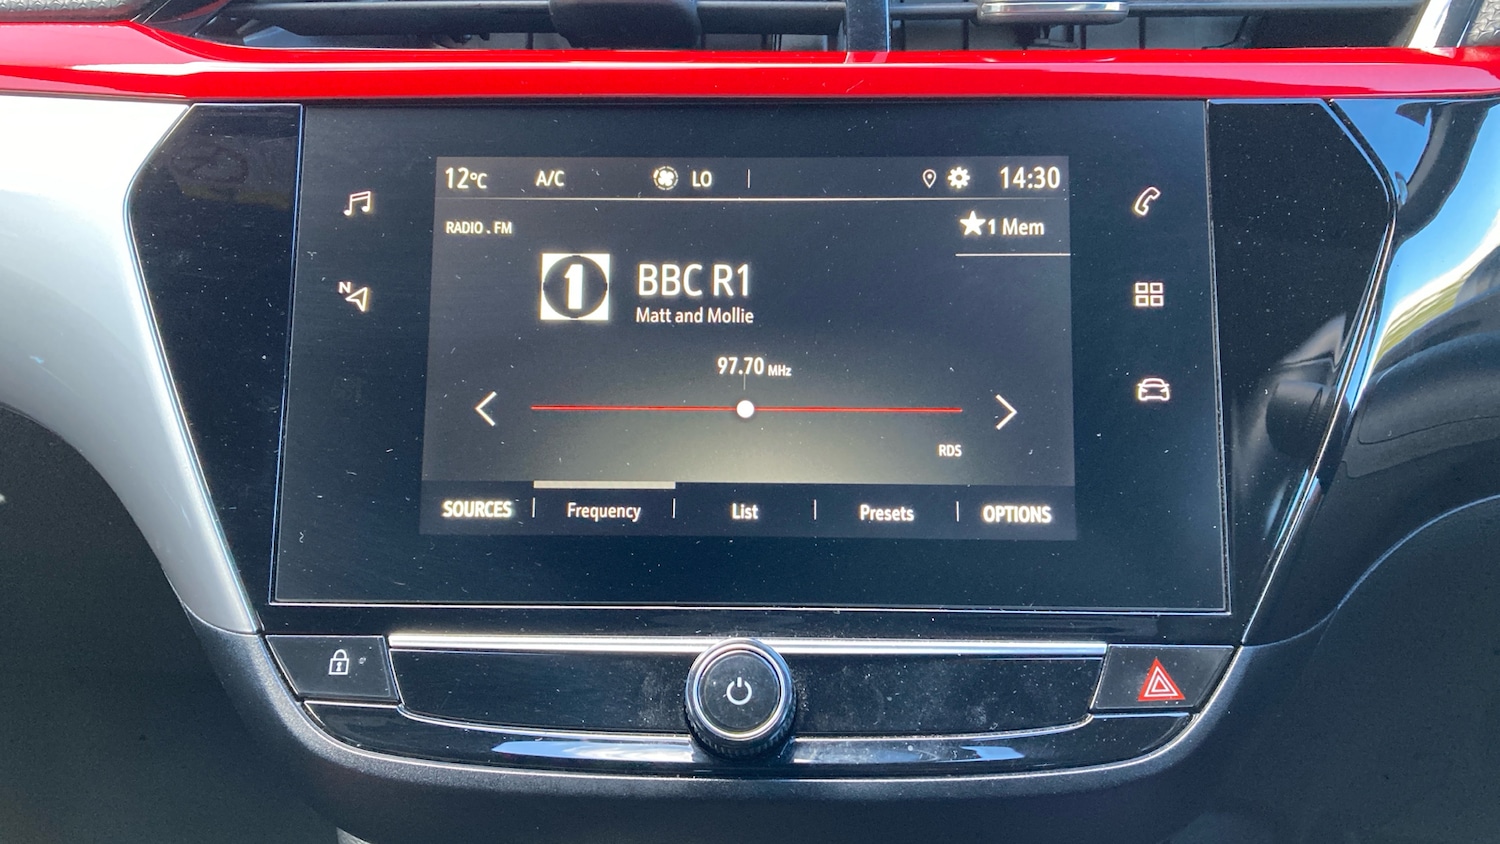 12°C A/C LO 14:30
RADIO . FM
★1 Mem
1
BBC R1
Matt and Mollie
97.70 MHz
RDS
SOURCES Frequency List Presets OPTIONS
N